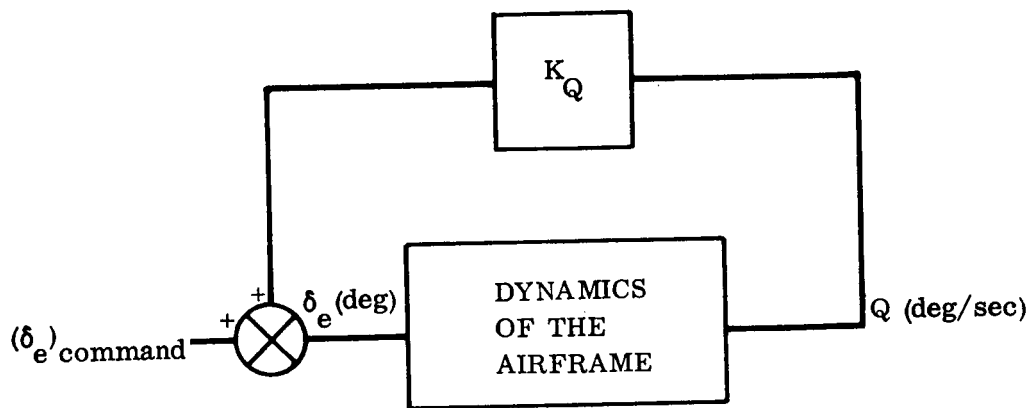 K_Q
+
+
δ_e (deg)
(δ_e)_command
DYNAMICS
OF THE
AIRFRAME
Q (deg/sec)